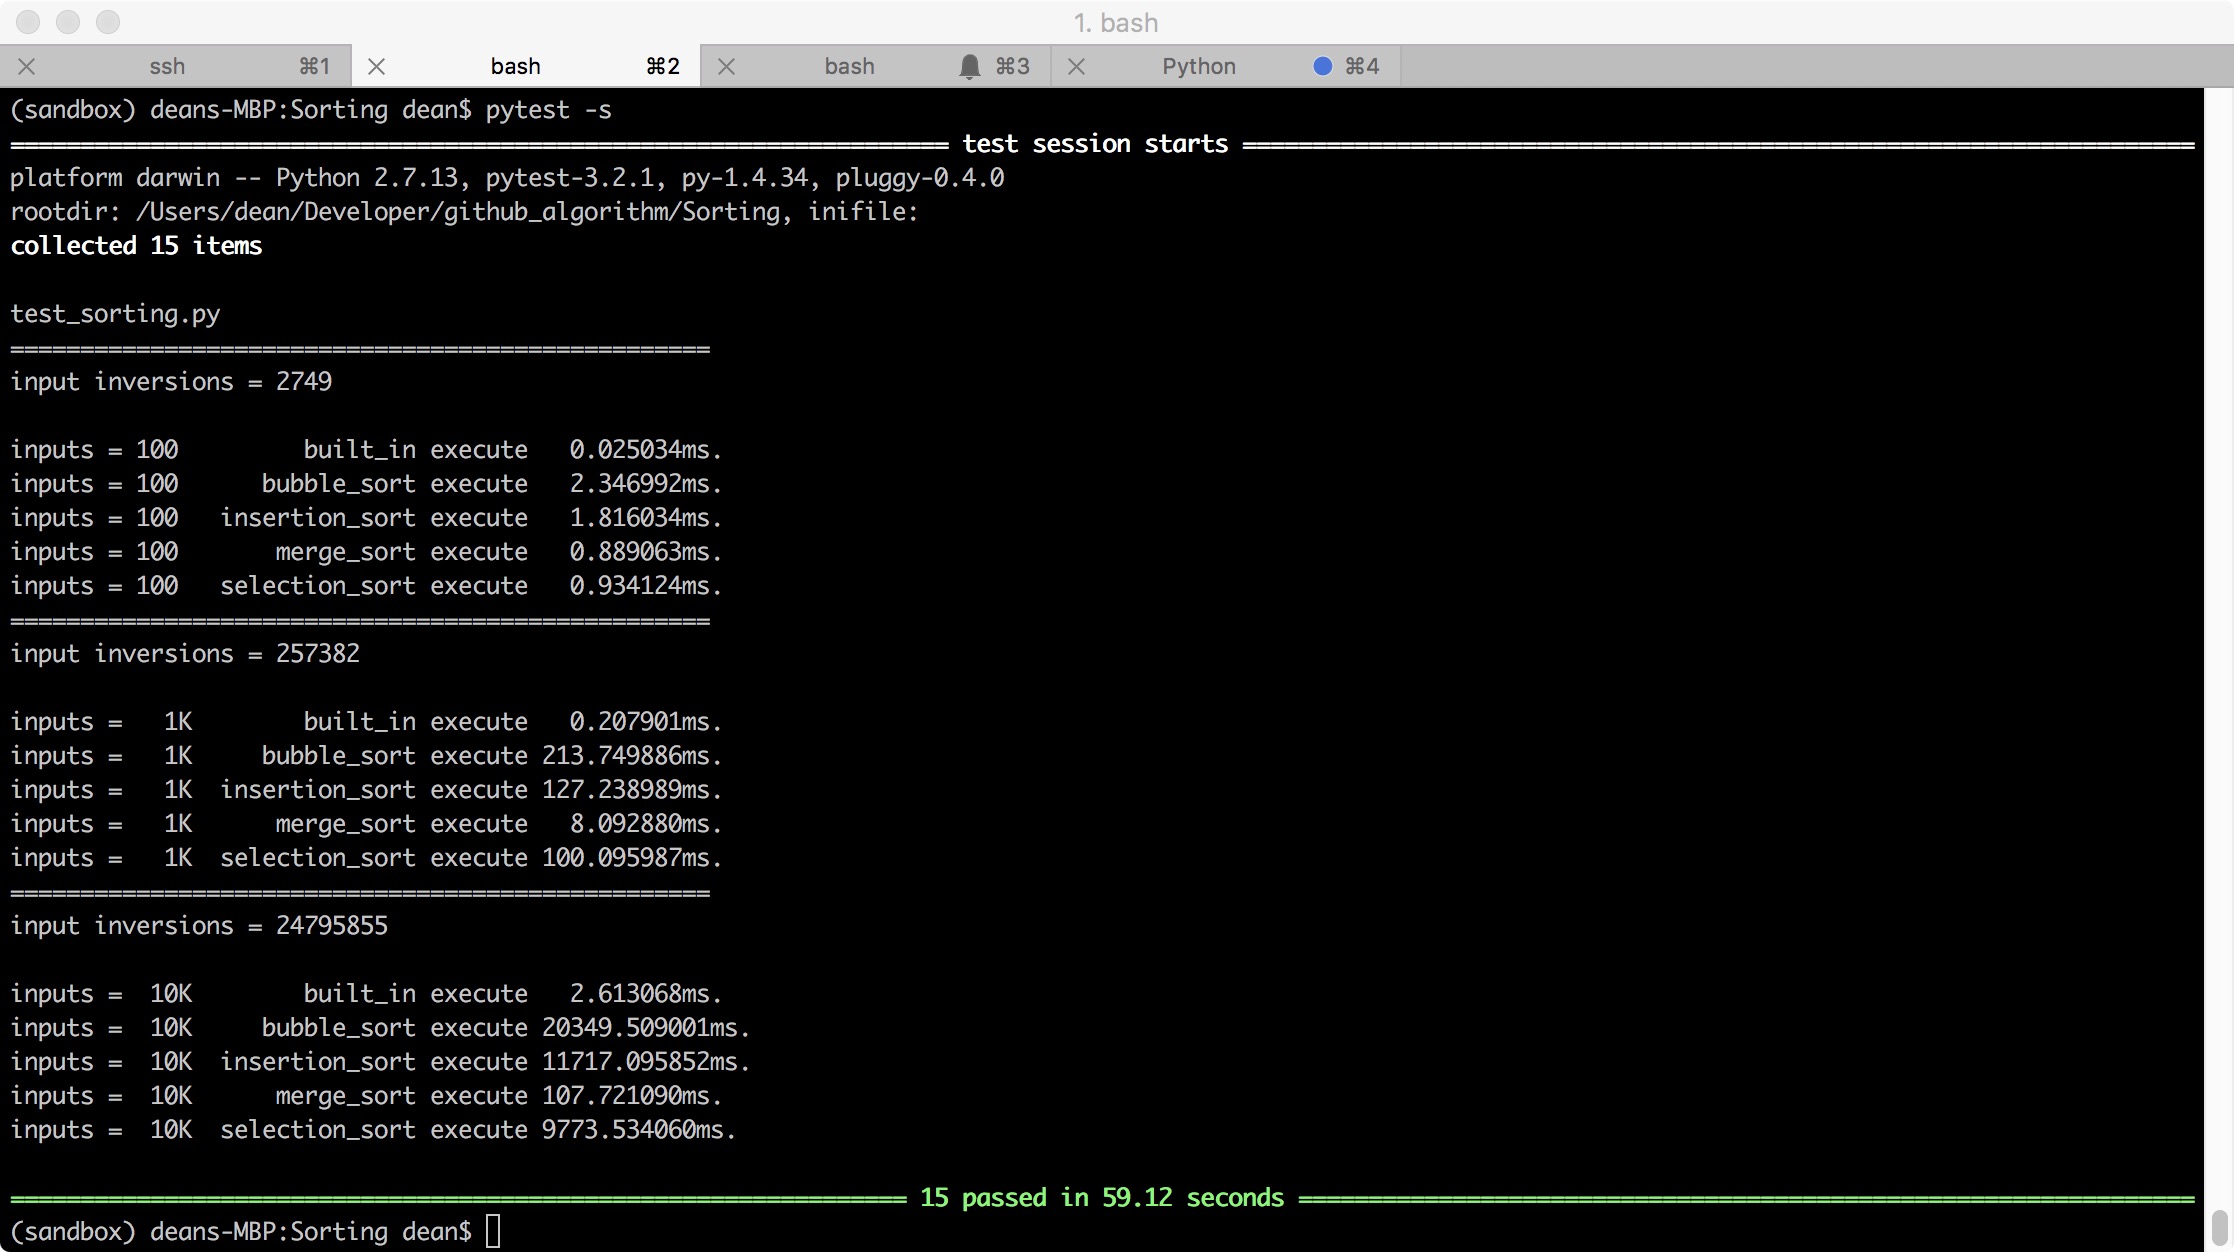 1. bash
ssh ⌘1 bash ⌘2 bash ⌘3 Python ⌘4
(sandbox) deans-MBP:Sorting dean$ pytest -s
test session starts
platform darwin -- Python 2.7.13, pytest-3.2.1, py-1.4.34, pluggy-0.4.0
rootdir: /Users/dean/Developer/github_algorithm/Sorting, inifile:
collected 15 items
test_sorting.py
==================================================
input inversions = 2749
inputs = 100         built_in execute   0.025034ms.
inputs = 100      bubble_sort execute   2.346992ms.
inputs = 100   insertion_sort execute   1.816034ms.
inputs = 100       merge_sort execute   0.889063ms.
inputs = 100   selection_sort execute   0.934124ms.
==================================================
input inversions = 257382
inputs =   1K        built_in execute   0.207901ms.
inputs =   1K     bubble_sort execute 213.749886ms.
inputs =   1K  insertion_sort execute 127.238989ms.
inputs =   1K      merge_sort execute   8.092880ms.
inputs =   1K  selection_sort execute 100.095987ms.
==================================================
input inversions = 24795855
inputs =  10K        built_in execute   2.613068ms.
inputs =  10K     bubble_sort execute 20349.509001ms.
inputs =  10K  insertion_sort execute 11717.095852ms.
inputs =  10K      merge_sort execute 107.721090ms.
inputs =  10K  selection_sort execute 9773.534060ms.
15 passed in 59.12 seconds
(sandbox) deans-MBP:Sorting dean$